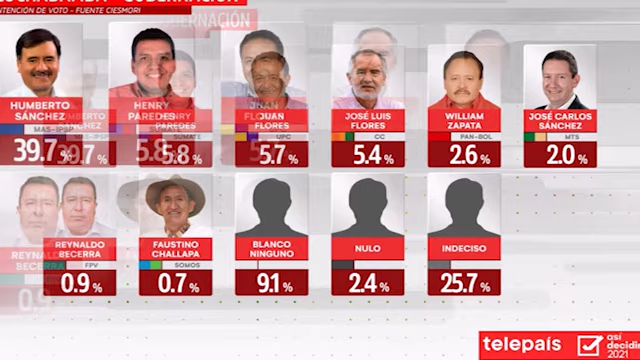 INTENCIÓN DE VOTO - FUENTE CIESMORI
HUMBERTO
SÁNCHEZ
MAS-IPSP
39.7 %
HENRY
PAREDES
SUMATE
5.8 %
JUAN
FLORES
UPC
5.7 %
JOSÉ LUIS
FLORES
CC
5.4 %
WILLIAM
ZAPATA
PAN-BOL
2.6 %
JOSÉ CARLOS
SÁNCHEZ
MTS
2.0 %
REYNALDO
BECERRA
FPV
0.9 %
FAUSTINO
CHALLAPA
SOMOS
0.7 %
BLANCO
NINGUNO
9.1 %
NULO
2.4 %
INDECISO
25.7 %
telepaís
así
decidim
2021